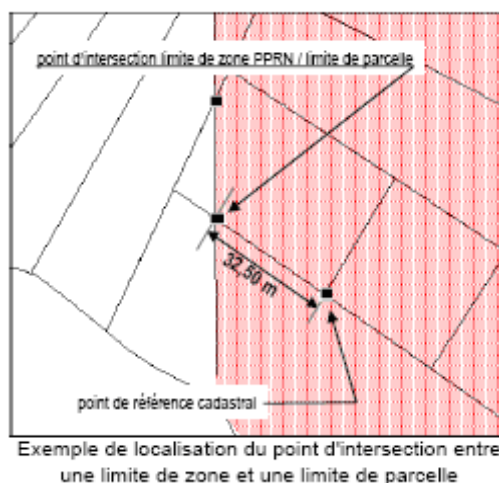 point d'intersection limite de zone PPRN / limite de parcelle
32,50 m
point de référence cadastral
Exemple de localisation du point d'intersection entre
une limite de zone et une limite de parcelle